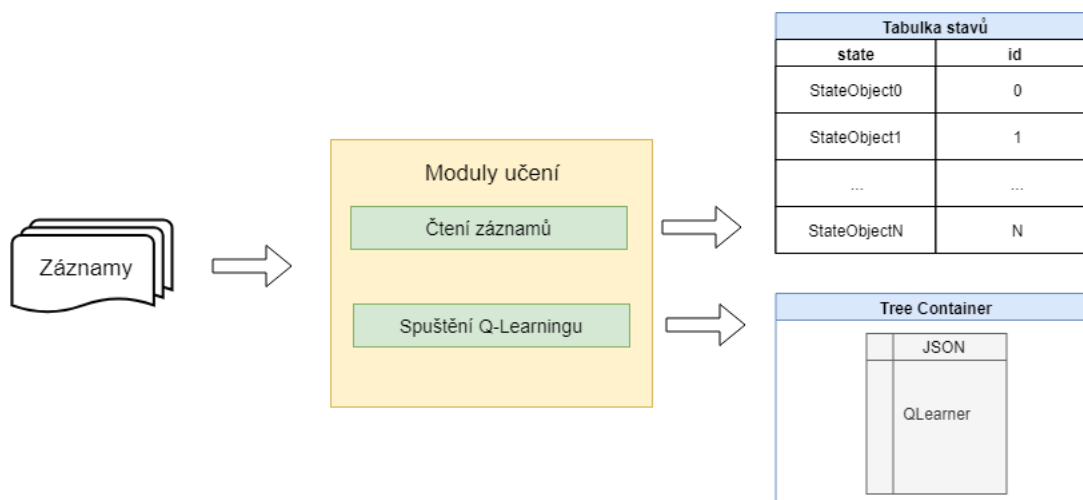 Záznamy
Moduly učení
Čtení záznamů
Spuštění Q-Learningu
Tabulka stavů
state id
StateObject0 0
StateObject1 1
... ...
StateObjectN N
Tree Container
JSON
QLearner